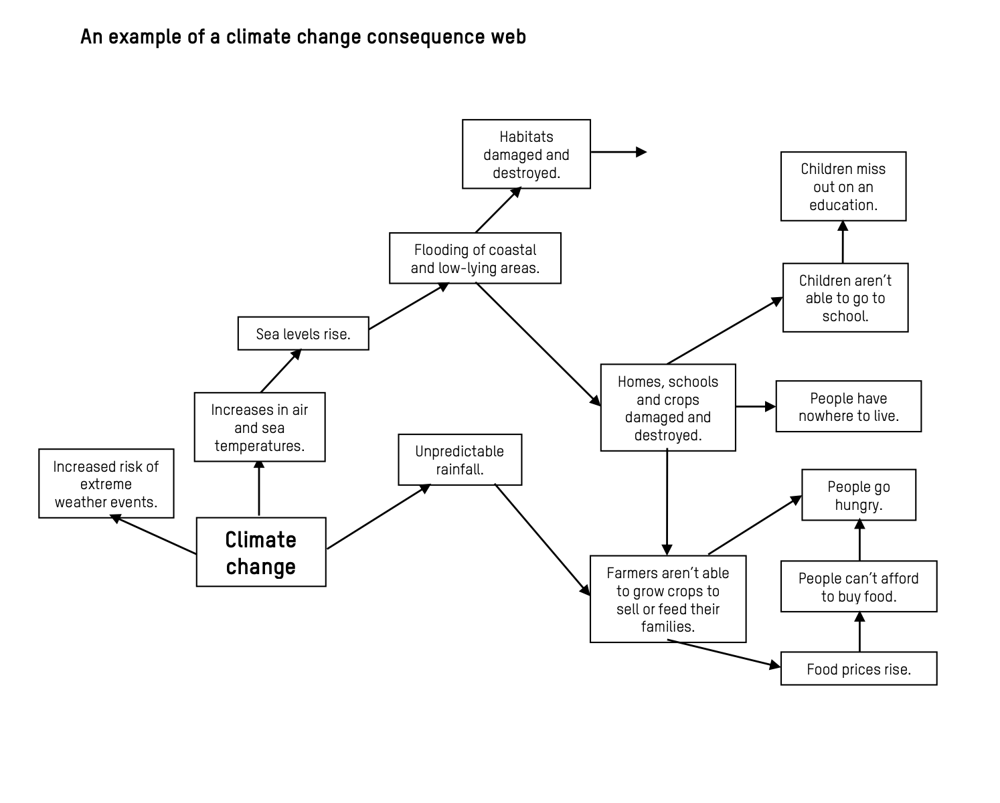 An example of a climate change consequence web
Habitats
damaged and
destroyed.
Children miss
out on an
education.
Flooding of coastal
and low-lying areas.
Children aren’t
able to go to
school.
Sea levels rise.
Homes, schools
and crops
damaged and
destroyed.
People have
nowhere to live.
Increases in air
and sea
temperatures.
Unpredictable
rainfall.
Increased risk of
extreme
weather events.
People go
hungry.
Climate
change
Farmers aren’t able
to grow crops to
sell or feed their
families.
People can’t afford
to buy food.
Food prices rise.